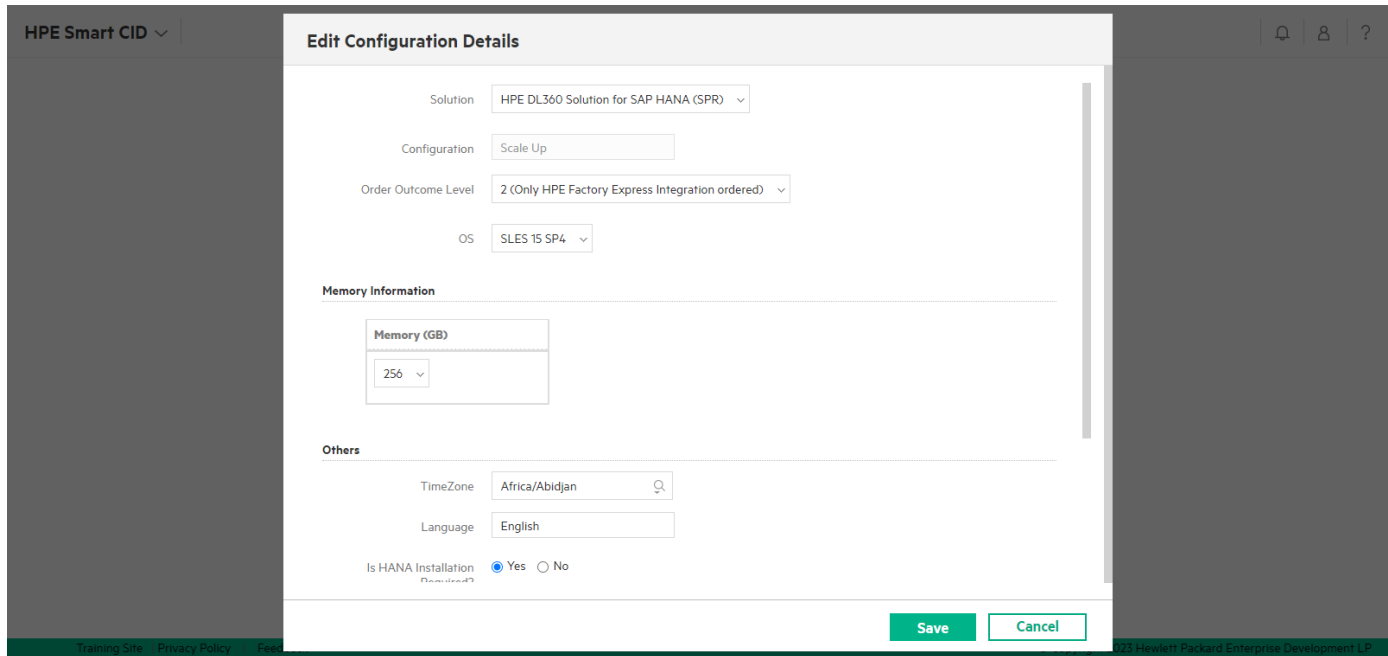 HPE Smart CID
?
Edit Configuration Details
Solution HPE DL360 Solution for SAP HANA (SPR)
Configuration Scale Up
Order Outcome Level 2 (Only HPE Factory Express Integration ordered)
OS SLES 15 SP4
Memory Information
Memory (GB)
256
Others
TimeZone Africa/Abidjan
Language English
Is HANA Installation Yes No
Required?
Save Cancel
Training Site Privacy Policy 023 Hewlett Packard Enterprise Development LP